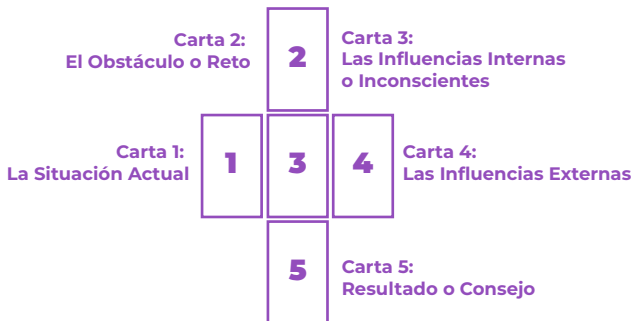 Carta 2:
El Obstáculo o Reto
2
Carta 3:
Las Influencias Internas
o Inconscientes
Carta 1:
La Situación Actual
1
3
4
Carta 4:
Las Influencias Externas
5
Carta 5:
Resultado o Consejo